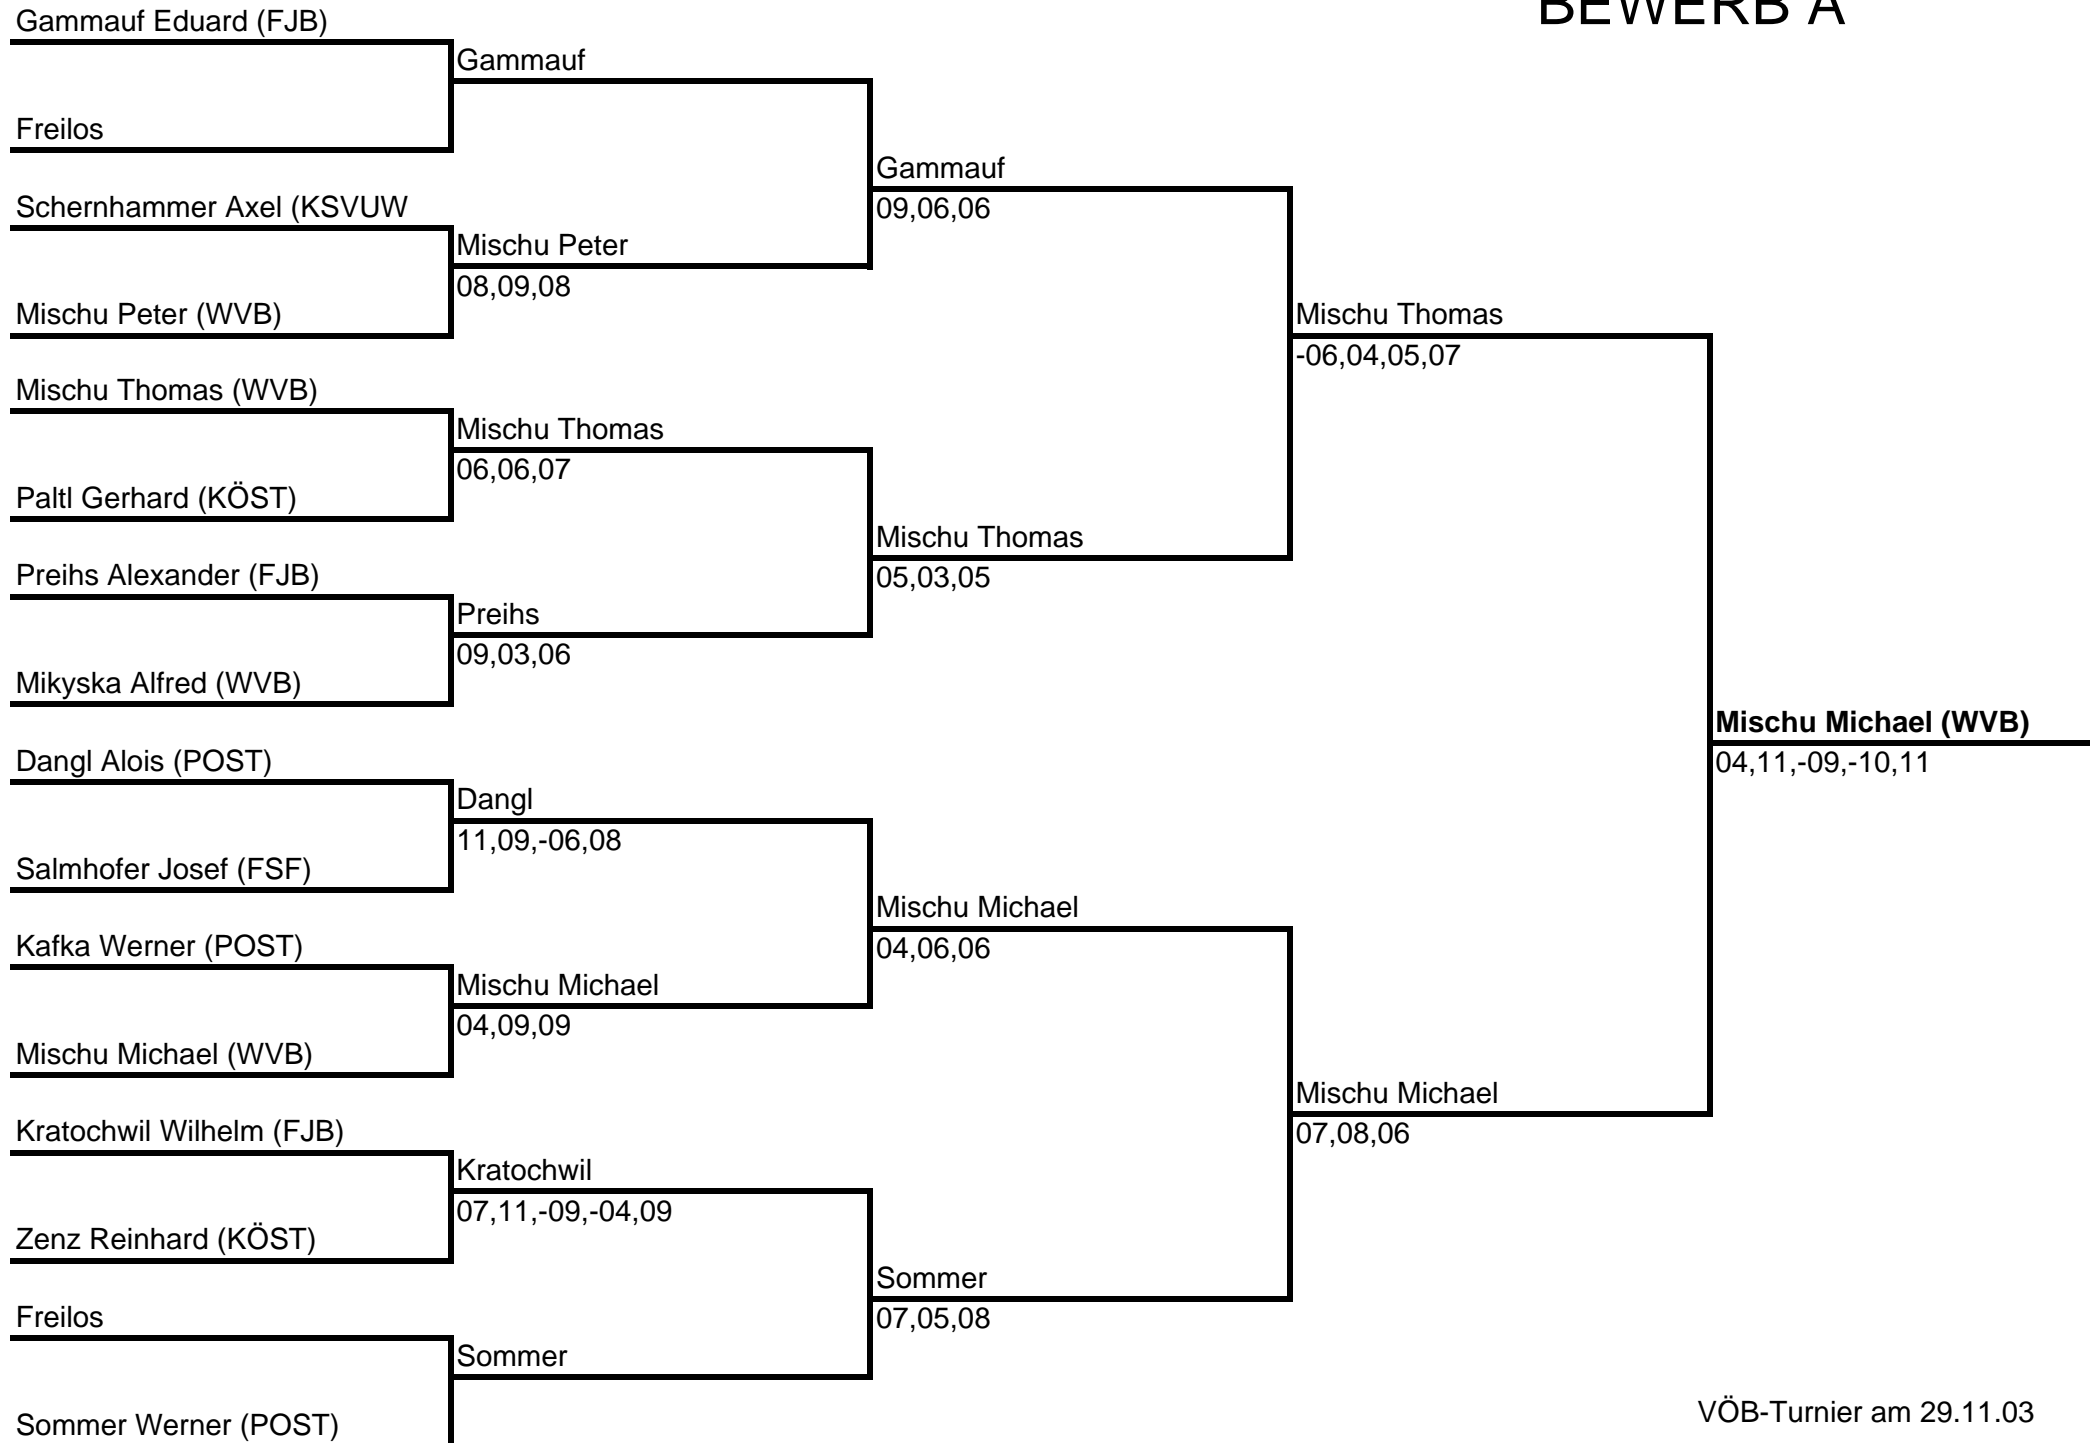 BEWERB A
Gammauf Eduard (FJB)
Gammauf
Freilos
Gammauf
09,06,06
Schernhammer Axel (KSVUW
Mischu Peter
08,09,08
Mischu Peter (WVB)
Mischu Thomas
-06,04,05,07
Mischu Thomas (WVB)
Mischu Thomas
06,06,07
Paltl Gerhard (KÖST)
Mischu Thomas
05,03,05
Preihs Alexander (FJB)
Preihs
09,03,06
Mikyska Alfred (WVB)
Mischu Michael (WVB)
04,11,-09,-10,11
Dangl Alois (POST)
Dangl
11,09,-06,08
Salmhofer Josef (FSF)
Mischu Michael
04,06,06
Kafka Werner (POST)
Mischu Michael
04,09,09
Mischu Michael (WVB)
Mischu Michael
07,08,06
Kratochwil Wilhelm (FJB)
Kratochwil
07,11,-09,-04,09
Zenz Reinhard (KÖST)
Sommer
07,05,08
Freilos
Sommer
Sommer Werner (POST)
VÖB-Turnier am 29.11.03